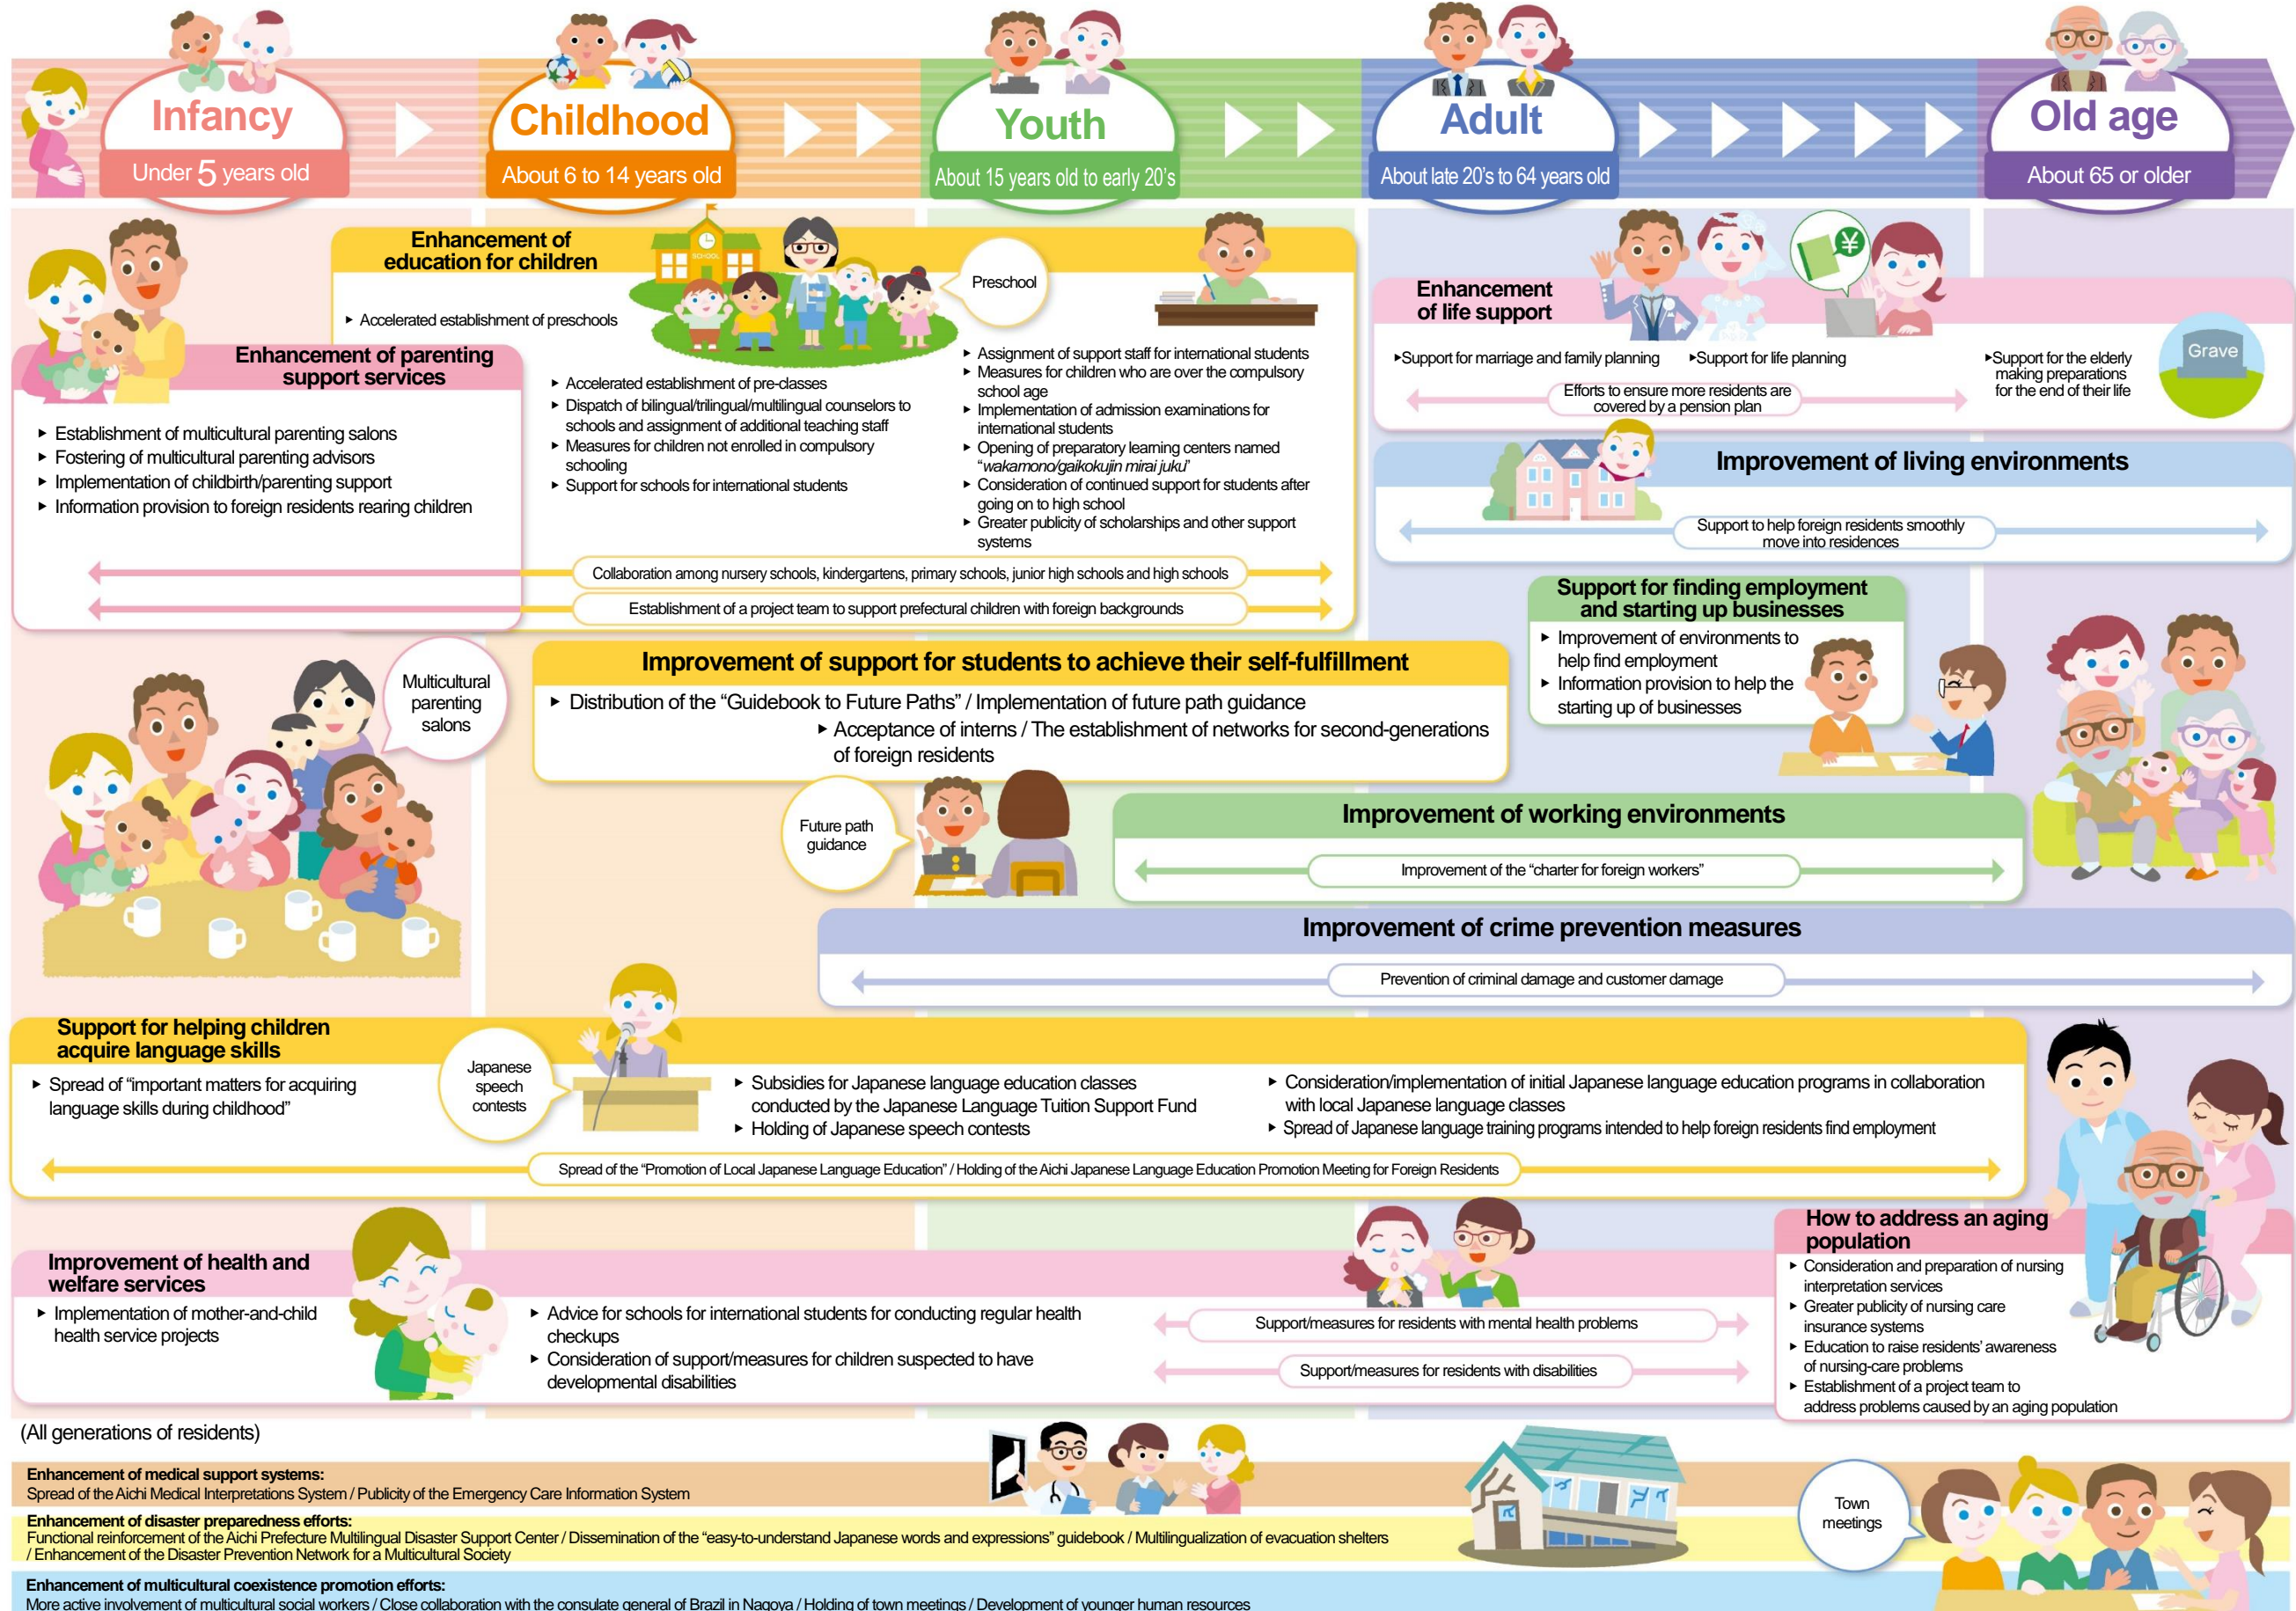 Infancy
Under 5 years old
Childhood
About 6 to 14 years old
Youth
About 15 years old to early 20's
Adult
About late 20's to 64 years old
Old age
About 65 or older
Enhancement of
education for children
SCHOOL
Preschool
▶ Accelerated establishment of preschools
Enhancement of parenting
support services
▶ Establishment of multicultural parenting salons
▶ Fostering of multicultural parenting advisors
▶ Implementation of childbirth/parenting support
▶ Information provision to foreign residents rearing children
▶ Accelerated establishment of pre-classes
▶ Dispatch of bilingual/trilingual/multilingual counselors to
schools and assignment of additional teaching staff
▶ Measures for children not enrolled in compulsory
schooling
▶ Support for schools for international students
▶ Assignment of support staff for international students
▶ Measures for children who are over the compulsory
school age
▶ Implementation of admission examinations for
international students
▶ Opening of preparatory learning centers named
“wakamono/gaikokujin mirai juku”
▶ Consideration of continued support for students after
going on to high school
▶ Greater publicity of scholarships and other support
systems
Collaboration among nursery schools, kindergartens, primary schools, junior high schools and high schools
Establishment of a project team to support prefectural children with foreign backgrounds
Enhancement
of life support
¥
▶Support for marriage and family planning
▶Support for life planning
▶Support for the elderly
making preparations
for the end of their life
Grave
Efforts to ensure more residents are
covered by a pension plan
Improvement of living environments
Support to help foreign residents smoothly
move into residences
Support for finding employment
and starting up businesses
▶ Improvement of environments to
help find employment
▶ Information provision to help the
starting up of businesses
Multicultural
parenting
salons
Improvement of support for students to achieve their self-fulfillment
▶ Distribution of the “Guidebook to Future Paths” / Implementation of future path guidance
▶ Acceptance of interns / The establishment of networks for second-generations
of foreign residents
Future path
guidance
Improvement of working environments
Improvement of the “charter for foreign workers”
Improvement of crime prevention measures
Prevention of criminal damage and customer damage
Support for helping children
acquire language skills
▶ Spread of “important matters for acquiring
language skills during childhood”
Japanese
speech
contests
▶ Subsidies for Japanese language education classes
conducted by the Japanese Language Tuition Support Fund
▶ Holding of Japanese speech contests
▶ Consideration/implementation of initial Japanese language education programs in collaboration
with local Japanese language classes
▶ Spread of Japanese language training programs intended to help foreign residents find employment
Spread of the “Promotion of Local Japanese Language Education” / Holding of the Aichi Japanese Language Education Promotion Meeting for Foreign Residents
Improvement of health and
welfare services
▶ Implementation of mother-and-child
health service projects
▶ Advice for schools for international students for conducting regular health
checkups
▶ Consideration of support/measures for children suspected to have
developmental disabilities
Support/measures for residents with mental health problems
Support/measures for residents with disabilities
How to address an aging
population
▶ Consideration and preparation of nursing
interpretation services
▶ Greater publicity of nursing care
insurance systems
▶ Education to raise residents’ awareness
of nursing-care problems
▶ Establishment of a project team to
address problems caused by an aging population
(All generations of residents)
Enhancement of medical support systems:
Spread of the Aichi Medical Interpretations System / Publicity of the Emergency Care Information System
Enhancement of disaster preparedness efforts:
Functional reinforcement of the Aichi Prefecture Multilingual Disaster Support Center / Dissemination of the “easy-to-understand Japanese words and expressions” guidebook / Multilingualization of evacuation shelters
/ Enhancement of the Disaster Prevention Network for a Multicultural Society
Town
meetings
Enhancement of multicultural coexistence promotion efforts:
More active involvement of multicultural social workers / Close collaboration with the consulate general of Brazil in Nagoya / Holding of town meetings / Development of younger human resources